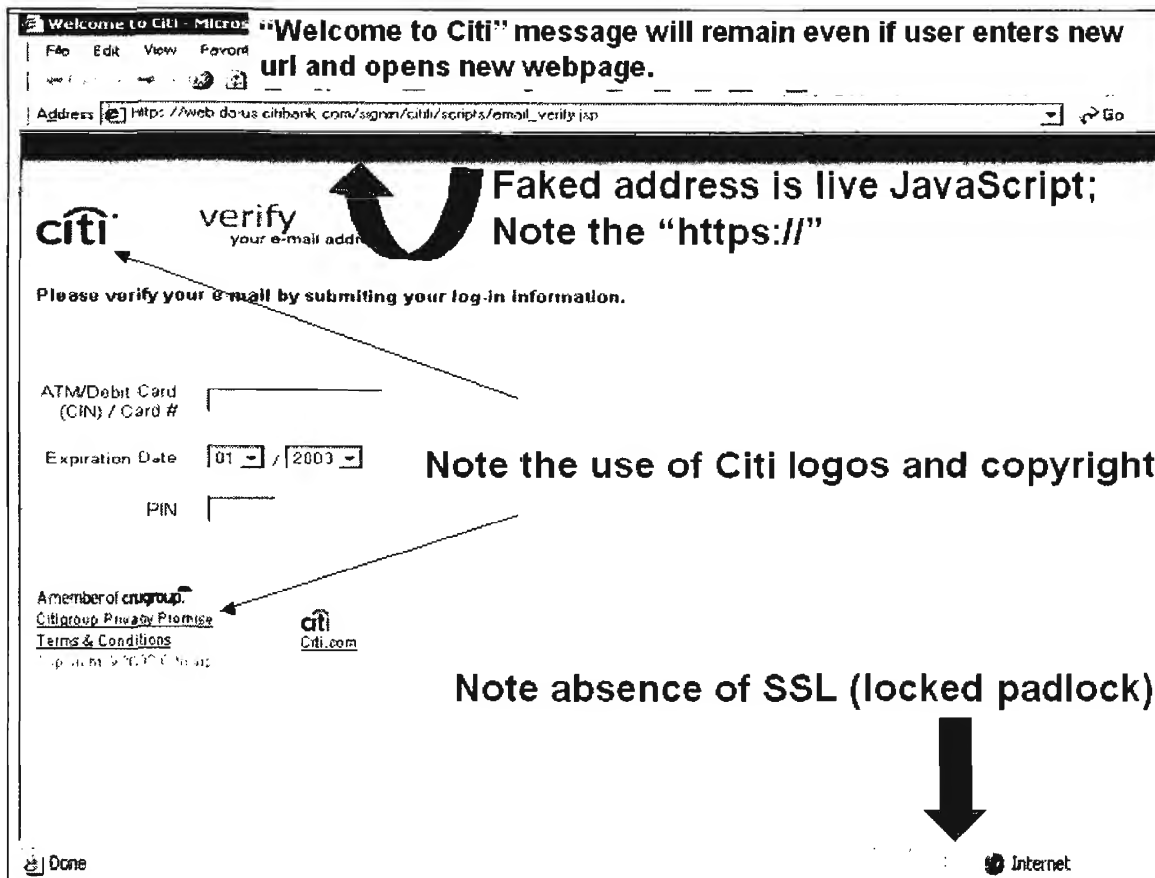 Welcome to Citi - Micros
"Welcome to Citi" message will remain even if user enters new
url and opens new webpage.
File Edit View Favorit
Address Http://web.da-us.citibank.com/signin/citifi/scripts/email_verify.jsp Go
Faked address is live JavaScript;
Note the "https://"
citi
verify
your e-mail addr
Please verify your e-mail by submiting your log-in information.
ATM/Debit Card
(CIN) / Card #
Expiration Date 01 / 2003
Note the use of Citi logos and copyright
PIN
A member of citigroup
Citigroup Privacy Promise
Terms & Conditions
citi
Citi.com
Note absence of SSL (locked padlock)
Done
Internet